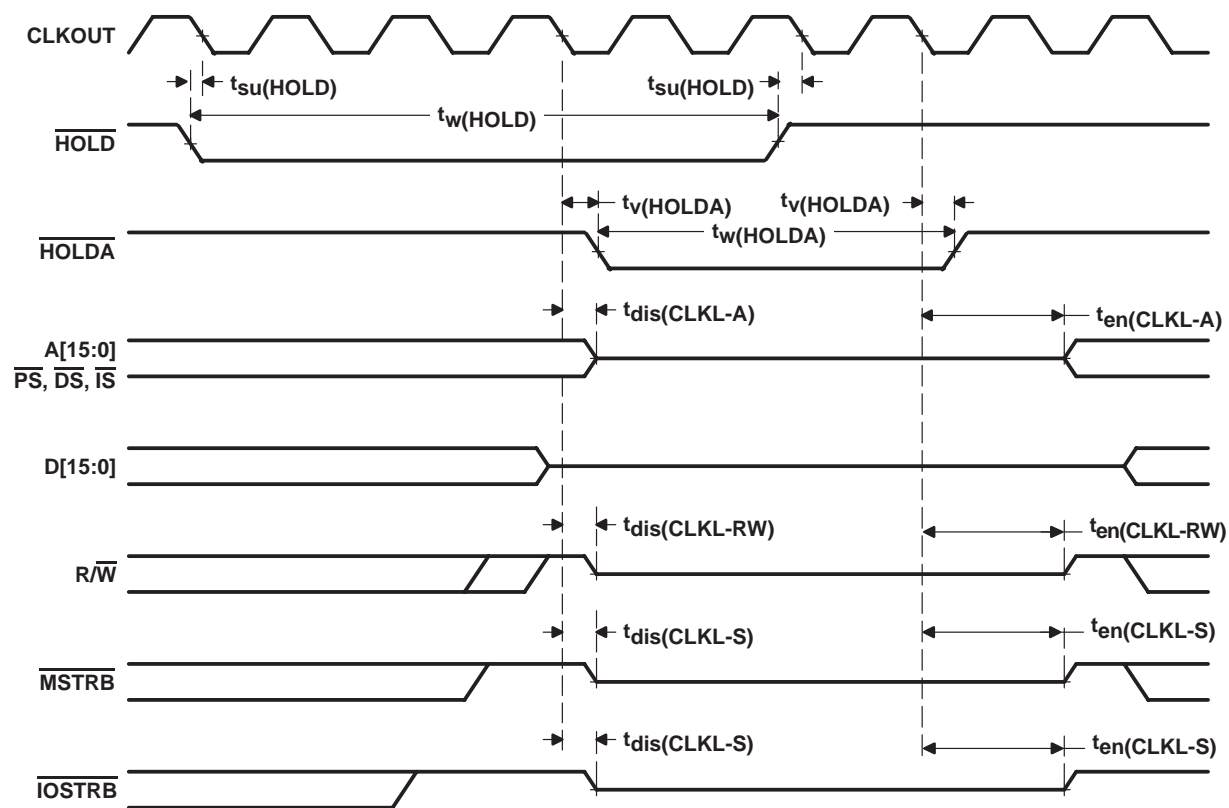 CLKOUT
tsu(HOLD)
tsu(HOLD)
tw(HOLD)
HOLD
tv(HOLDA)
tv(HOLDA)
tw(HOLDA)
HOLDA
tdis(CLKL-A)
ten(CLKL-A)
A[15:0]
PS, DS, IS
D[15:0]
tdis(CLKL-RW)
ten(CLKL-RW)
R/W
tdis(CLKL-S)
ten(CLKL-S)
MSTRB
tdis(CLKL-S)
ten(CLKL-S)
IOSTRB